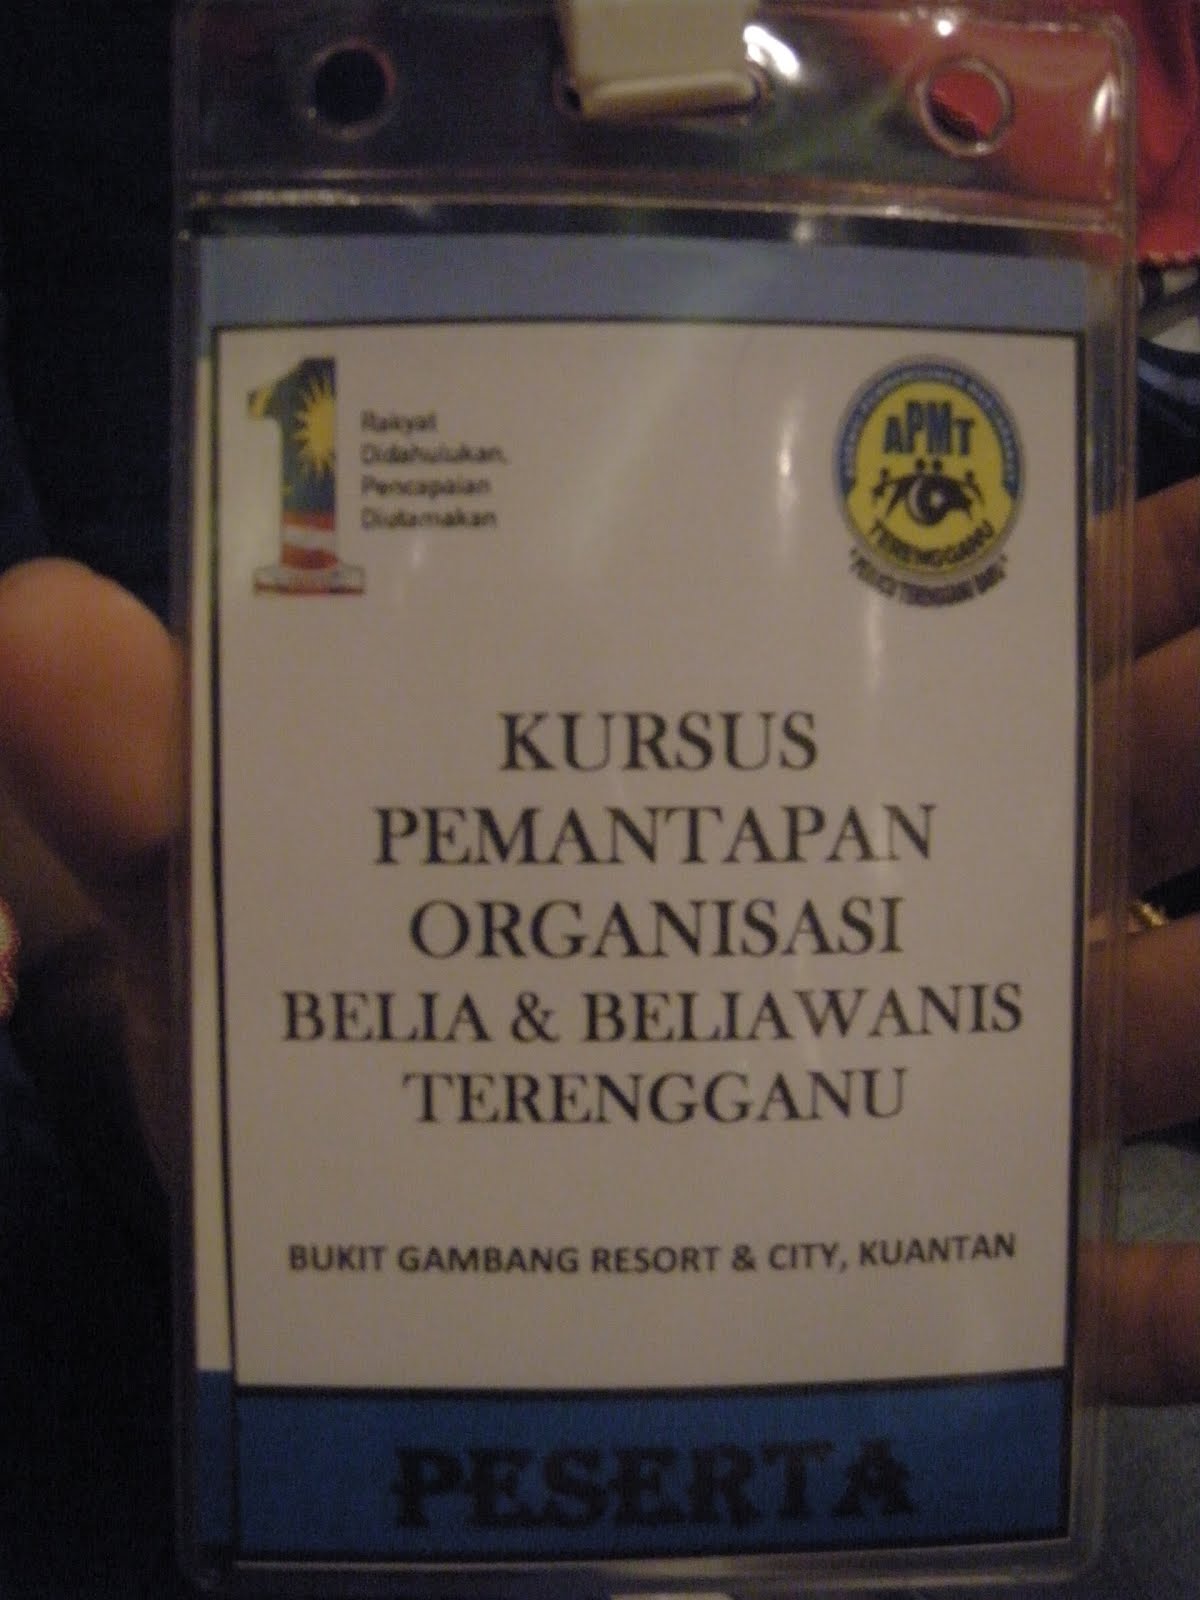 Rakyat
Didahulukan,
Pencapaian
Diutamakan
APMT
TERENGGANU
KURSUS
PEMANTAPAN
ORGANISASI
BELIA & BELIAWANIS
TERENGGANU
BUKIT GAMBANG RESORT & CITY, KUANTAN
PESERTA